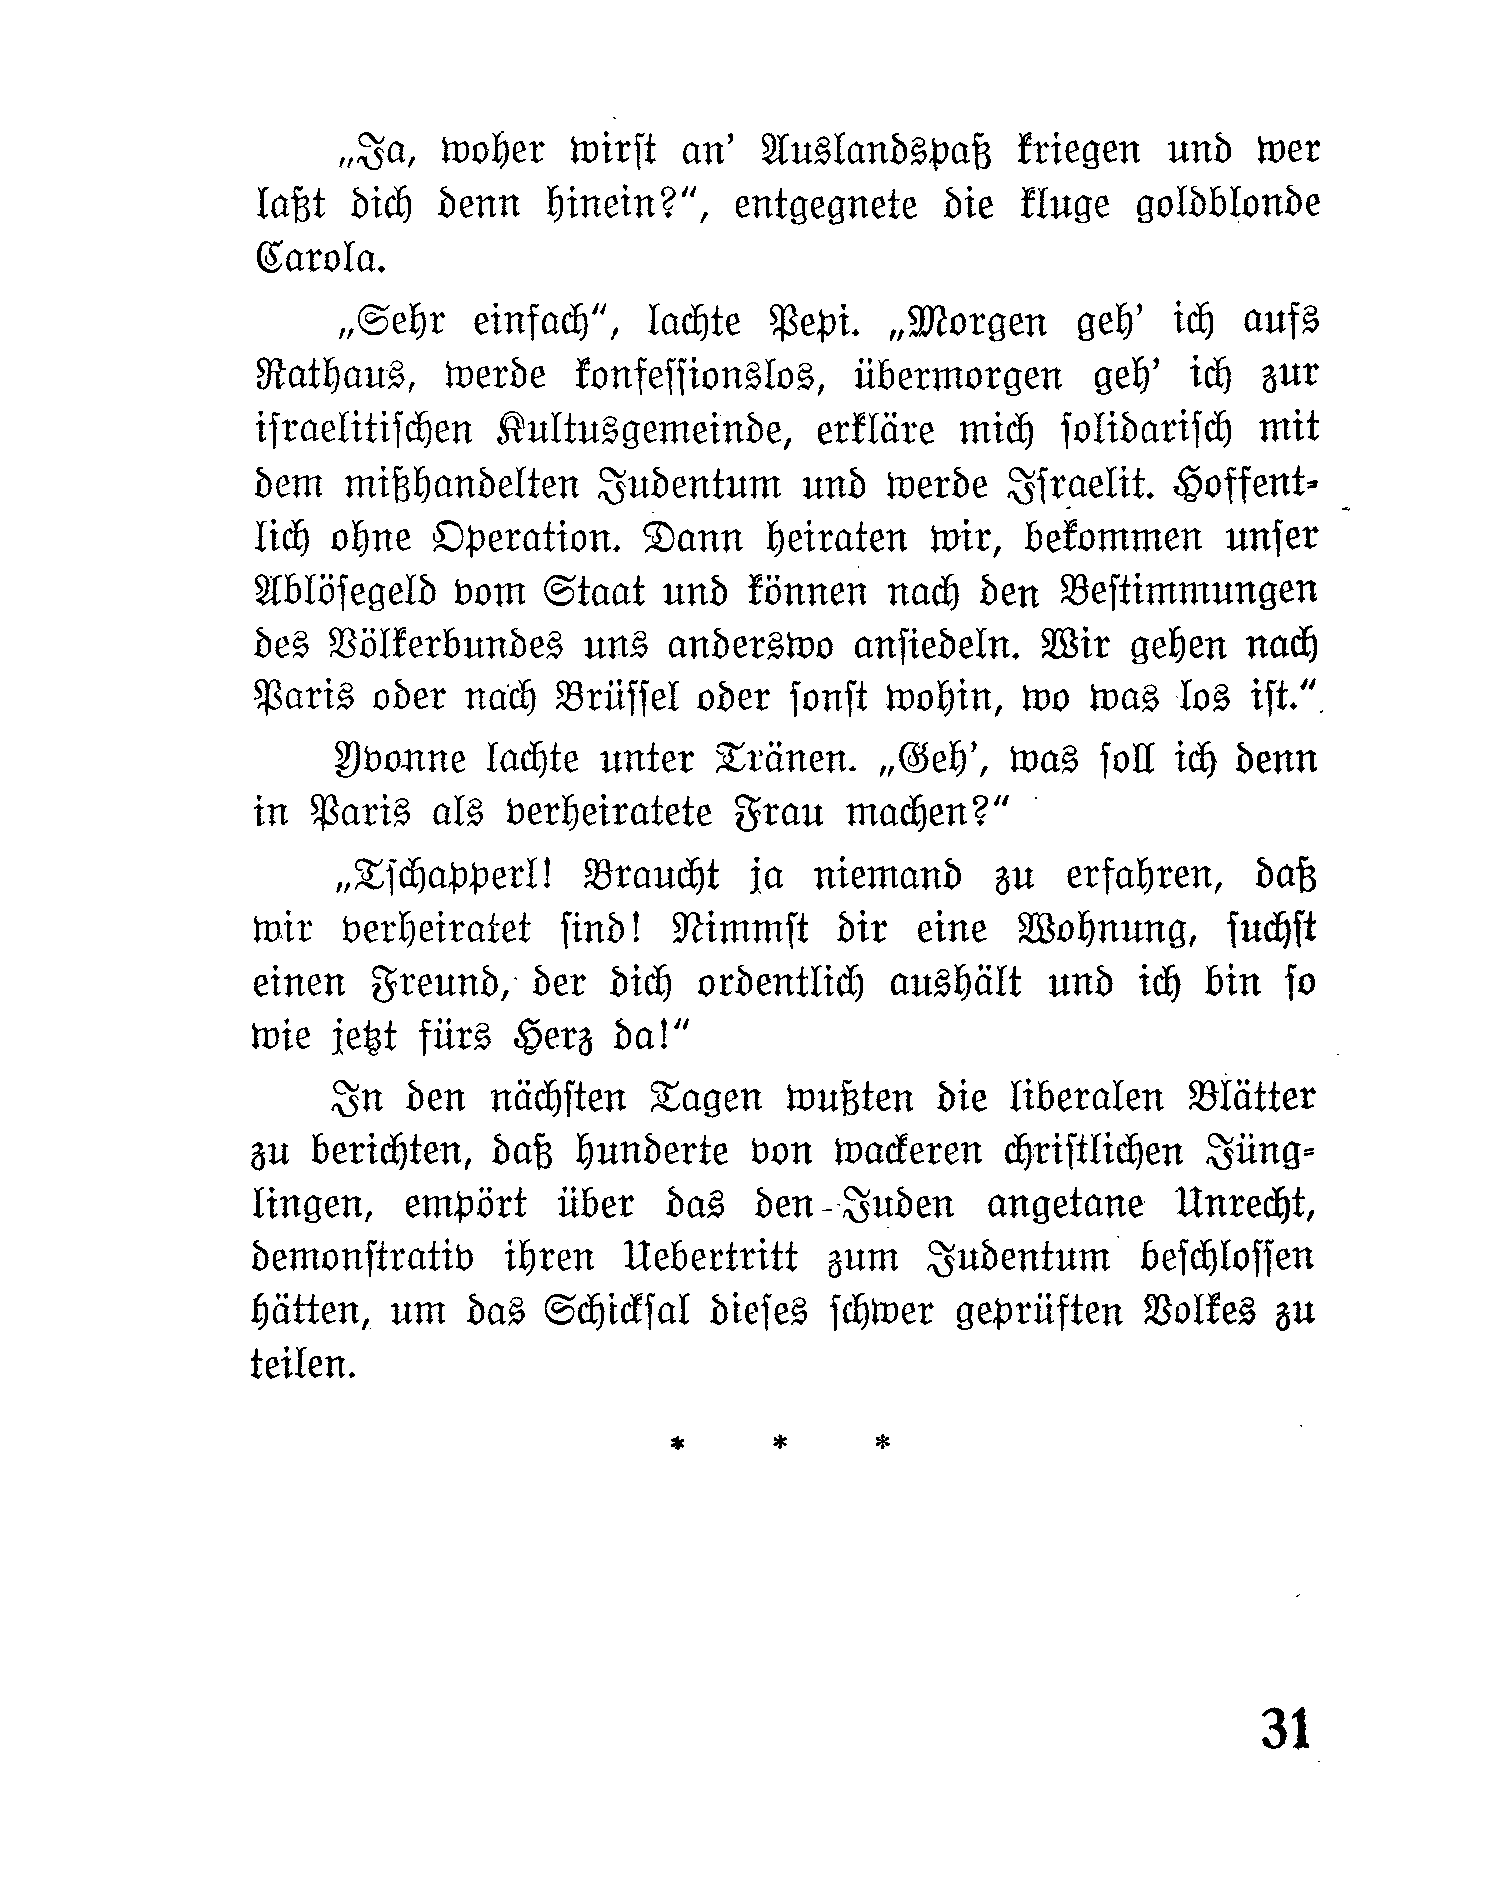 „Ja, woher wirst an' Auslandspaß kriegen und wer
laßt dich denn hinein?“, entgegnete die kluge goldblonde
Carola.
„Sehr einfach“, lachte Pepi. „Morgen geh' ich aufs
Rathaus, werde konfessionslos, übermorgen geh' ich zur
israelitischen Kultusgemeinde, erkläre mich solidarisch mit
dem mißhandelten Judentum und werde Israelit. Hoffent-
lich ohne Operation. Dann heiraten wir, bekommen unser
Ablösegeld vom Staat und können nach den Bestimmungen
des Völkerbundes uns anderswo ansiedeln. Wir gehen nach
Paris oder nach Brüssel oder sonst wohin, wo was los ist.“
Yvonne lachte unter Tränen. „Geh', was soll ich denn
in Paris als verheiratete Frau machen?“
„Tschapperl! Braucht ja niemand zu erfahren, daß
wir verheiratet sind! Nimmst dir eine Wohnung, suchst
einen Freund, der dich ordentlich aushält und ich bin so
wie jetzt fürs Herz da!“
In den nächsten Tagen wußten die liberalen Blätter
zu berichten, daß hunderte von wackeren christlichen Jüng-
lingen, empört über das den Juden angetane Unrecht,
demonstrativ ihren Uebertritt zum Judentum beschlossen
hätten, um das Schicksal dieses schwer geprüften Volkes zu
teilen.
* * *
31